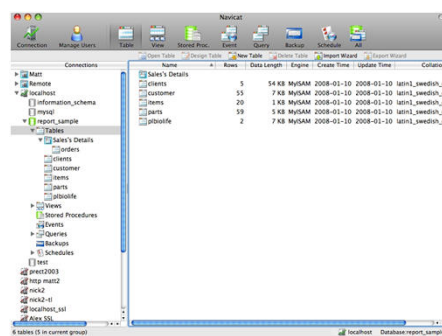 Navicat
Connection Manage Users Table View Stored Proc. Event Query Backup Schedule All
Open Table Design Table New Table Delete Table Import Wizard Export Wizard
Connections
Name Rows Data Length Engine Create Time Update Time Collatio
Matt
Remote
localhost
information_schema
mysql
report_sample
Tables
Sales's Details
orders
clients
customer
items
parts
plbiolife
Views
Stored Procedures
Events
Queries
Backups
Schedules
test
prect2003
http matt2
nick2
nick2-tl
localhost_ssl
Alex SSL
Sales's Details
clients 5 54 KB MyISAM 2008-01-10 2008-01-10 latin1_swedish_
customer 55 7 KB MyISAM 2008-01-10 2008-01-10 latin1_swedish_
items 20 1 KB MyISAM 2008-01-10 2008-01-10 latin1_swedish_
parts 59 5 KB MyISAM 2008-01-10 2008-01-10 latin1_swedish_
plbiolife 2 7 KB MyISAM 2008-01-10 2008-01-10 latin1_swedish_
6 tables (5 in current group) localhost Database:report_sampl